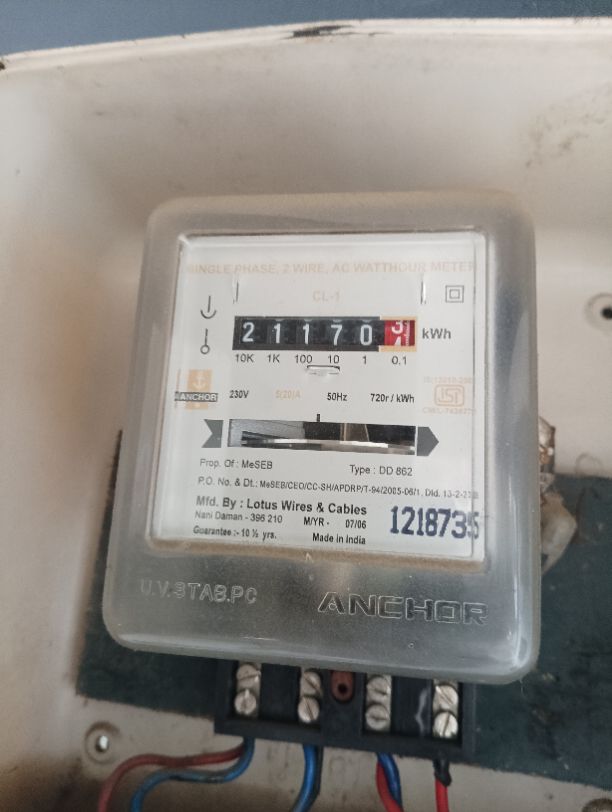 SINGLE PHASE, 2 WIRE, AC WATTHOUR METER
CL-1
2 1 1 7 0 kWh
10K 1K 100 10 1 0.1
ANCHOR
230V 5(20)A 50Hz 720r / kWh
ISI
Prop. Of : MeSEB Type : DD 862
P.O. No. & Dt.: MeSEB/CEO/CC-SH/APDRP/T-94/2005-06/1, Dtd. 13-2-
Mfd. By : Lotus Wires & Cables
Nani Daman - 396 210 M/YR - 07/06
Guarantee :- 10 ½ yrs. Made in India
1218735
U.V.STAB.PC ANCHOR